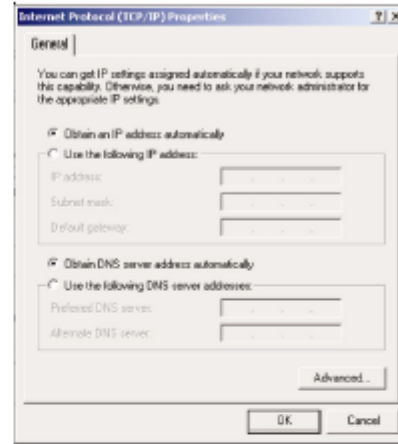 Internet Protocol (TCP/IP) Properties
General
You can get IP settings assigned automatically if your network supports
this capability. Otherwise, you need to ask your network administrator for
the appropriate IP settings.
Obtain an IP address automatically
Use the following IP address:
IP address:
Subnet mask:
Default gateway:
Obtain DNS server address automatically
Use the following DNS server addresses:
Preferred DNS server:
Alternate DNS server:
Advanced...
OK
Cancel